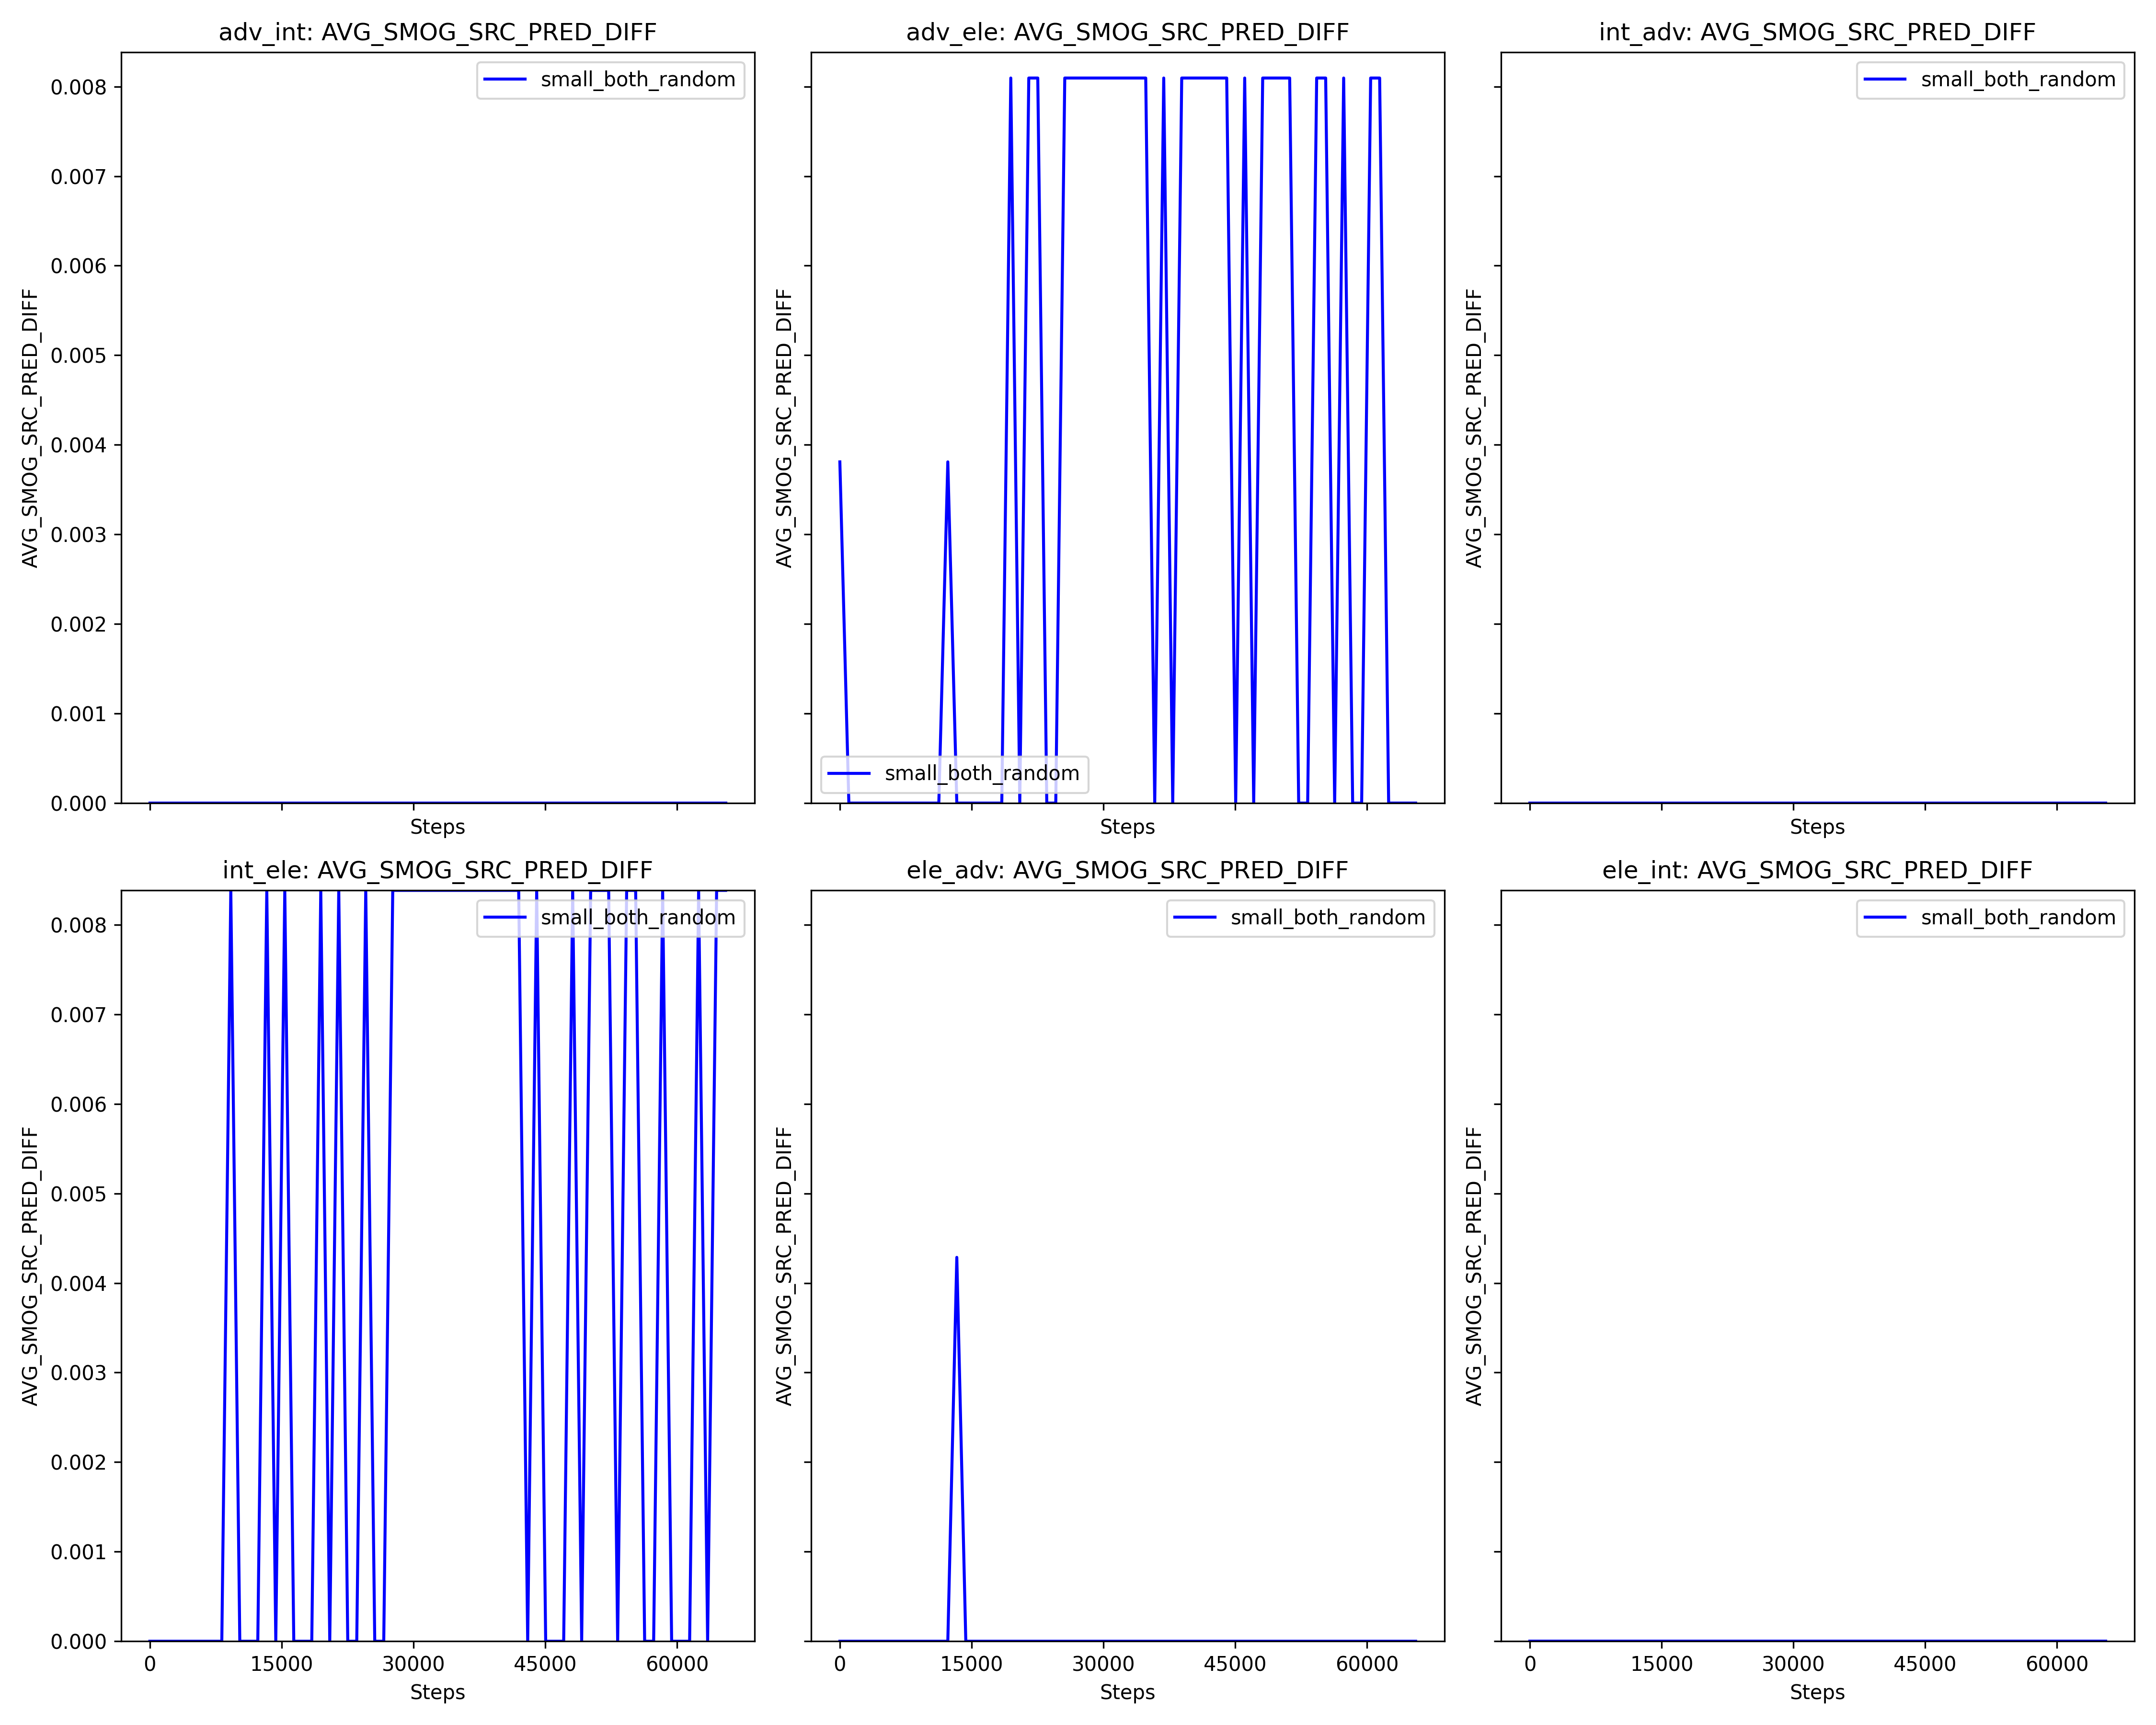 adv_int: AVG_SMOG_SRC_PRED_DIFF
adv_ele: AVG_SMOG_SRC_PRED_DIFF
int_adv: AVG_SMOG_SRC_PRED_DIFF
small_both_random
small_both_random
small_both_random
0.008
0.007
0.006
0.005
0.004
0.003
0.002
0.001
0.000
AVG_SMOG_SRC_PRED_DIFF
AVG_SMOG_SRC_PRED_DIFF
AVG_SMOG_SRC_PRED_DIFF
Steps
Steps
Steps
int_ele: AVG_SMOG_SRC_PRED_DIFF
ele_adv: AVG_SMOG_SRC_PRED_DIFF
ele_int: AVG_SMOG_SRC_PRED_DIFF
small_both_random
small_both_random
small_both_random
0.008
0.007
0.006
0.005
0.004
0.003
0.002
0.001
0.000
AVG_SMOG_SRC_PRED_DIFF
AVG_SMOG_SRC_PRED_DIFF
AVG_SMOG_SRC_PRED_DIFF
0 15000 30000 45000 60000
0 15000 30000 45000 60000
0 15000 30000 45000 60000
Steps
Steps
Steps